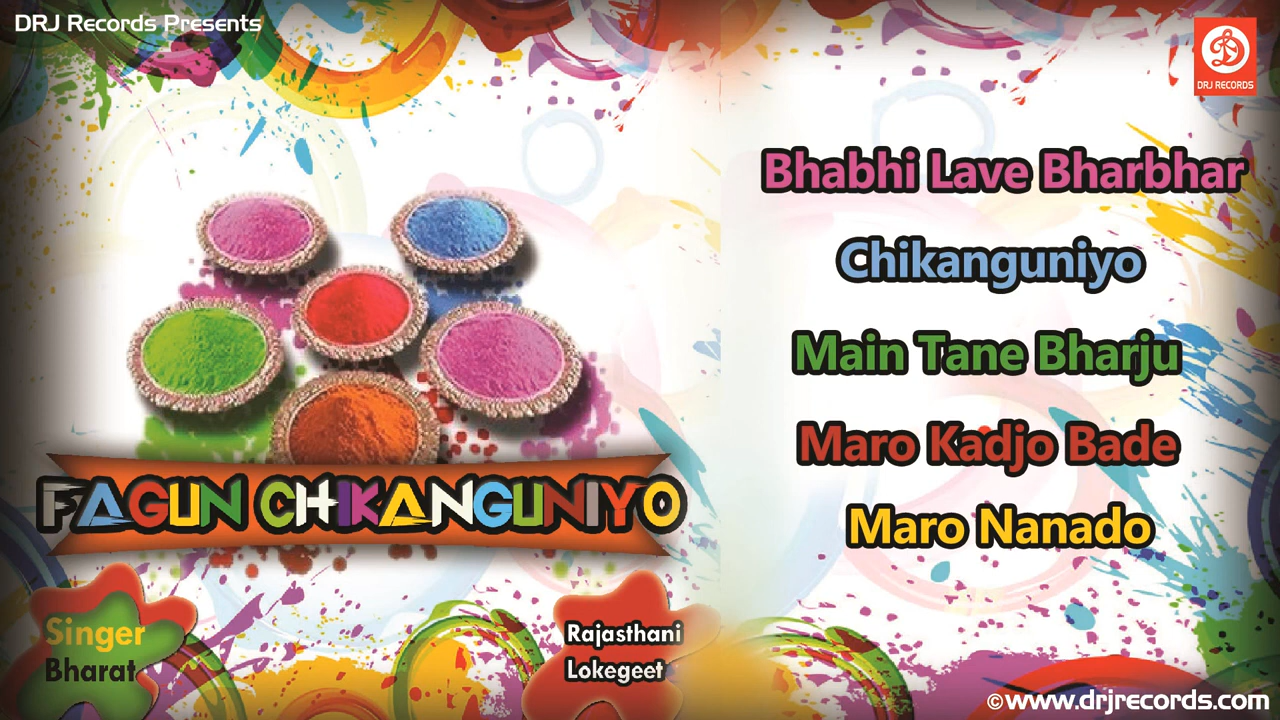 DRJ Records Presents
DRJ RECORDS
Bhabhi Lave Bharbhar
Chikanguniyo
Main Tane Bharju
Maro Kadjo Bade
Maro Nanado
FAGUN CHIKANGUNIYO
Singer
Bharat
Rajasthani
Lokegeet
©www.drjrecords.com